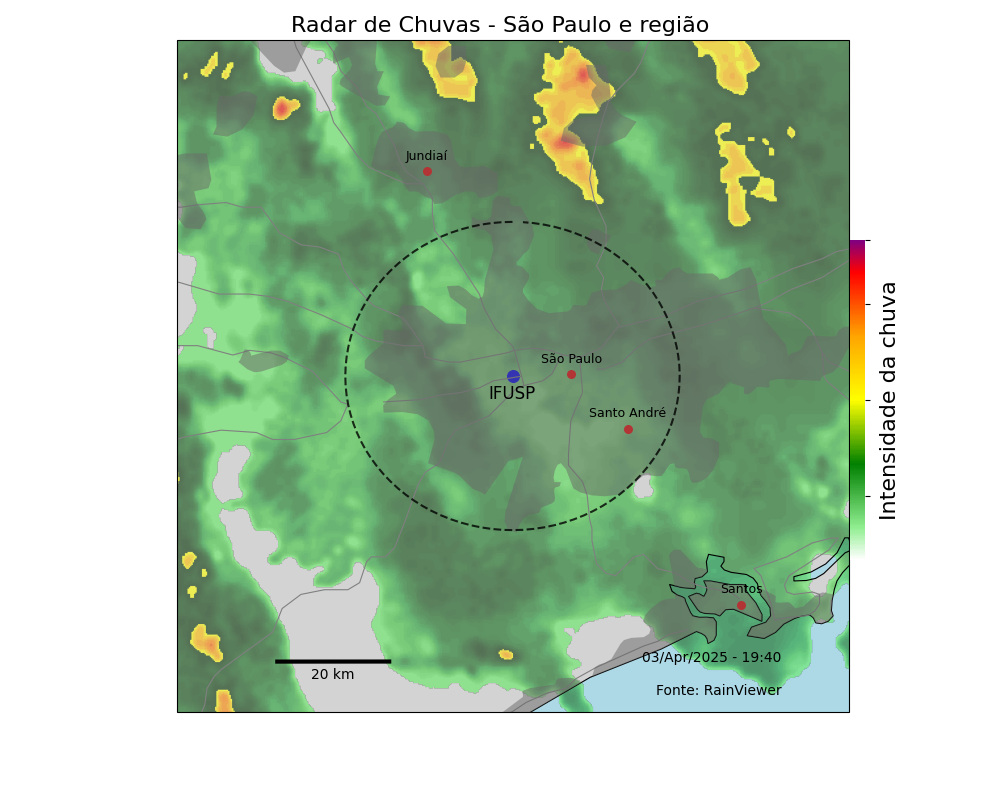 Radar de Chuvas - São Paulo e região
Jundiaí
São Paulo
IFUSP
Santo André
Santos
03/Apr/2025 - 19:40
20 km
Fonte: RainViewer
Intensidade da chuva